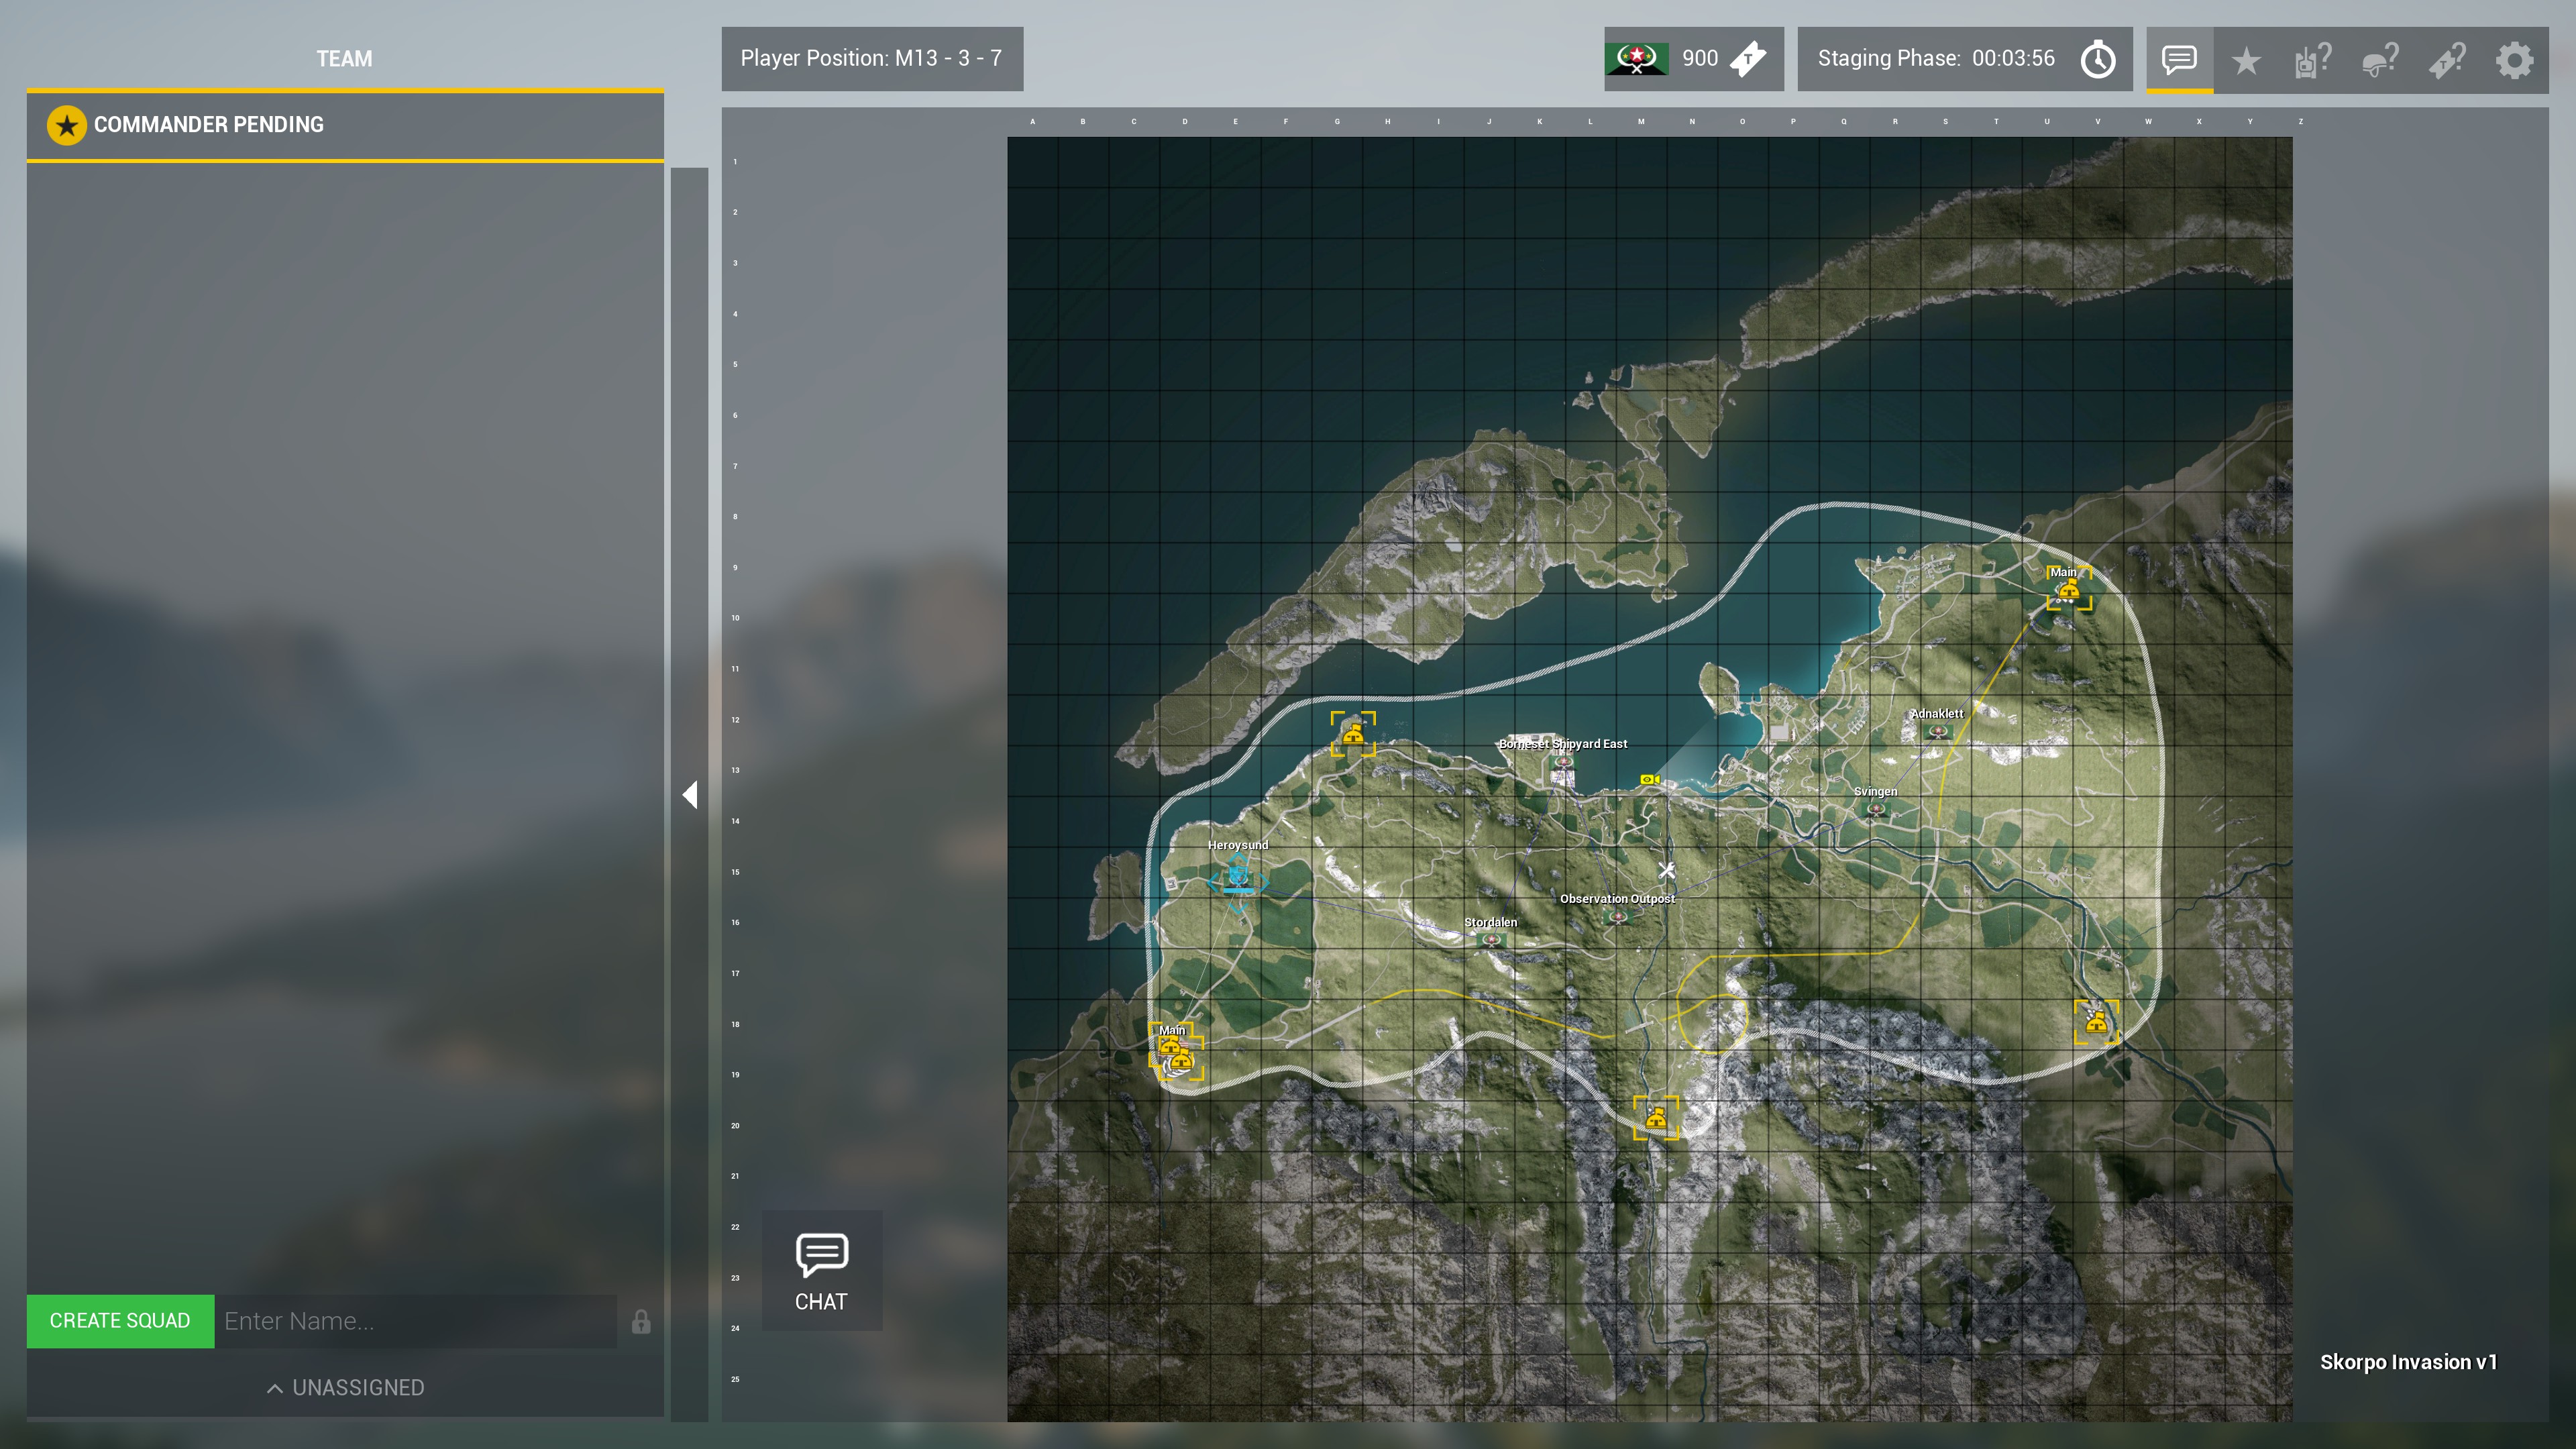 TEAM
Player Position: M13 - 3 - 7
900
T
Staging Phase: 00:03:56
? ? T ?
COMMANDER PENDING
A B C D E F G H I J K L M N O P Q R S T U V W X Y Z
1
2
3
4
5
6
7
8
9
Main
10
11
12
Adnaklett
Borneset Shipyard East
13
Svingen
14
Heroysund
15
Observation Outpost
16
Stordalen
17
18
Main
19
20
21
22
23
CHAT
CREATE SQUAD Enter Name...
24
Skorpo Invasion v1
25
UNASSIGNED